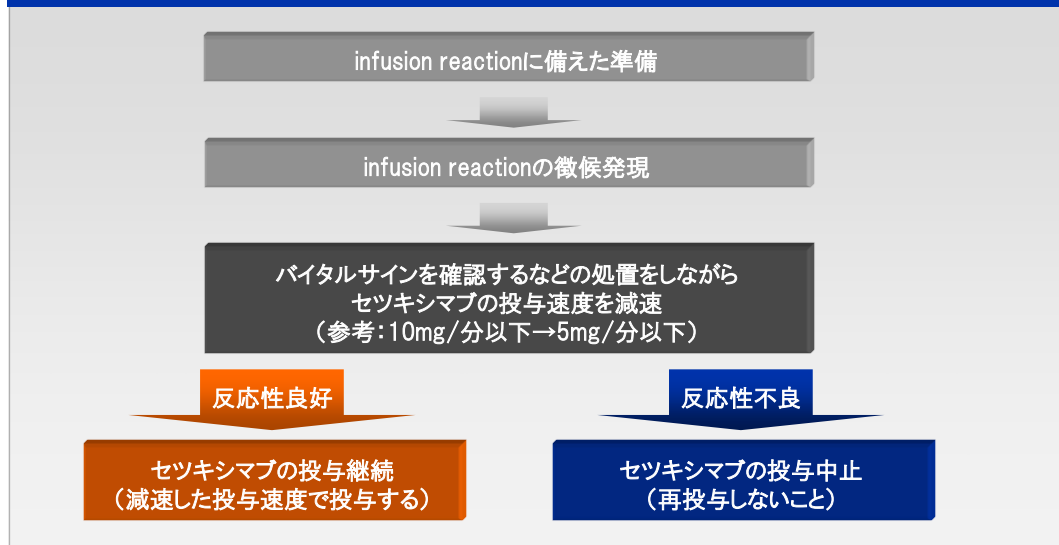 infusion reactionに備えた準備
infusion reactionの徴候発現
バイタルサインを確認するなどの処置をしながら
セツキシマブの投与速度を減速
（参考：10mg/分以下→5mg/分以下）
反応性良好
反応性不良
セツキシマブの投与継続
（減速した投与速度で投与する）
セツキシマブの投与中止
（再投与しないこと）